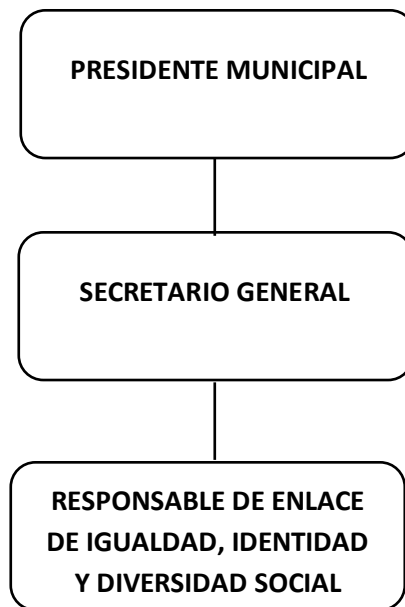 PRESIDENTE MUNICIPAL
SECRETARIO GENERAL
RESPONSABLE DE ENLACE
DE IGUALDAD, IDENTIDAD
Y DIVERSIDAD SOCIAL